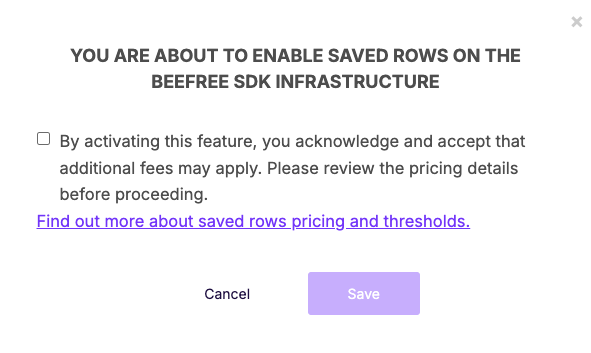 YOU ARE ABOUT TO ENABLE SAVED ROWS ON THE
BEEFREE SDK INFRASTRUCTURE
By activating this feature, you acknowledge and accept that
additional fees may apply. Please review the pricing details
before proceeding.
Find out more about saved rows pricing and thresholds.
Cancel
Save